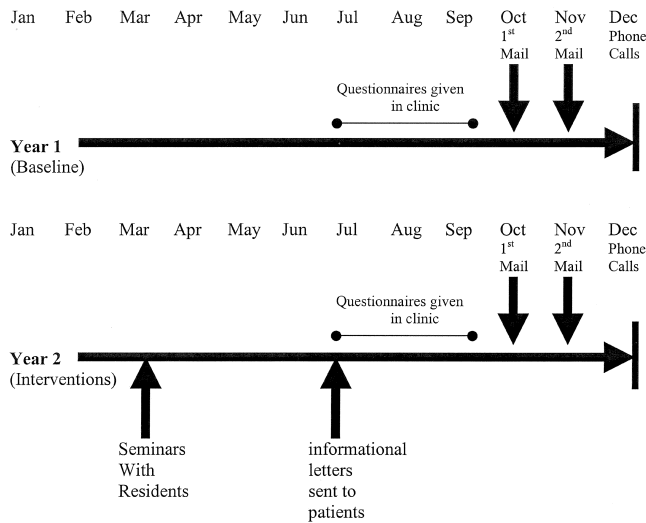 Jan Feb Mar Apr May Jun Jul Aug Sep Oct Nov Dec
1st 2nd Phone
Mail Mail Calls
Questionnaires given
in clinic
Year 1
(Baseline)
Jan Feb Mar Apr May Jun Jul Aug Sep Oct Nov Dec
1st 2nd Phone
Mail Mail Calls
Questionnaires given
in clinic
Year 2
(Interventions)
Seminars
With
Residents
informational
letters
sent to
patients